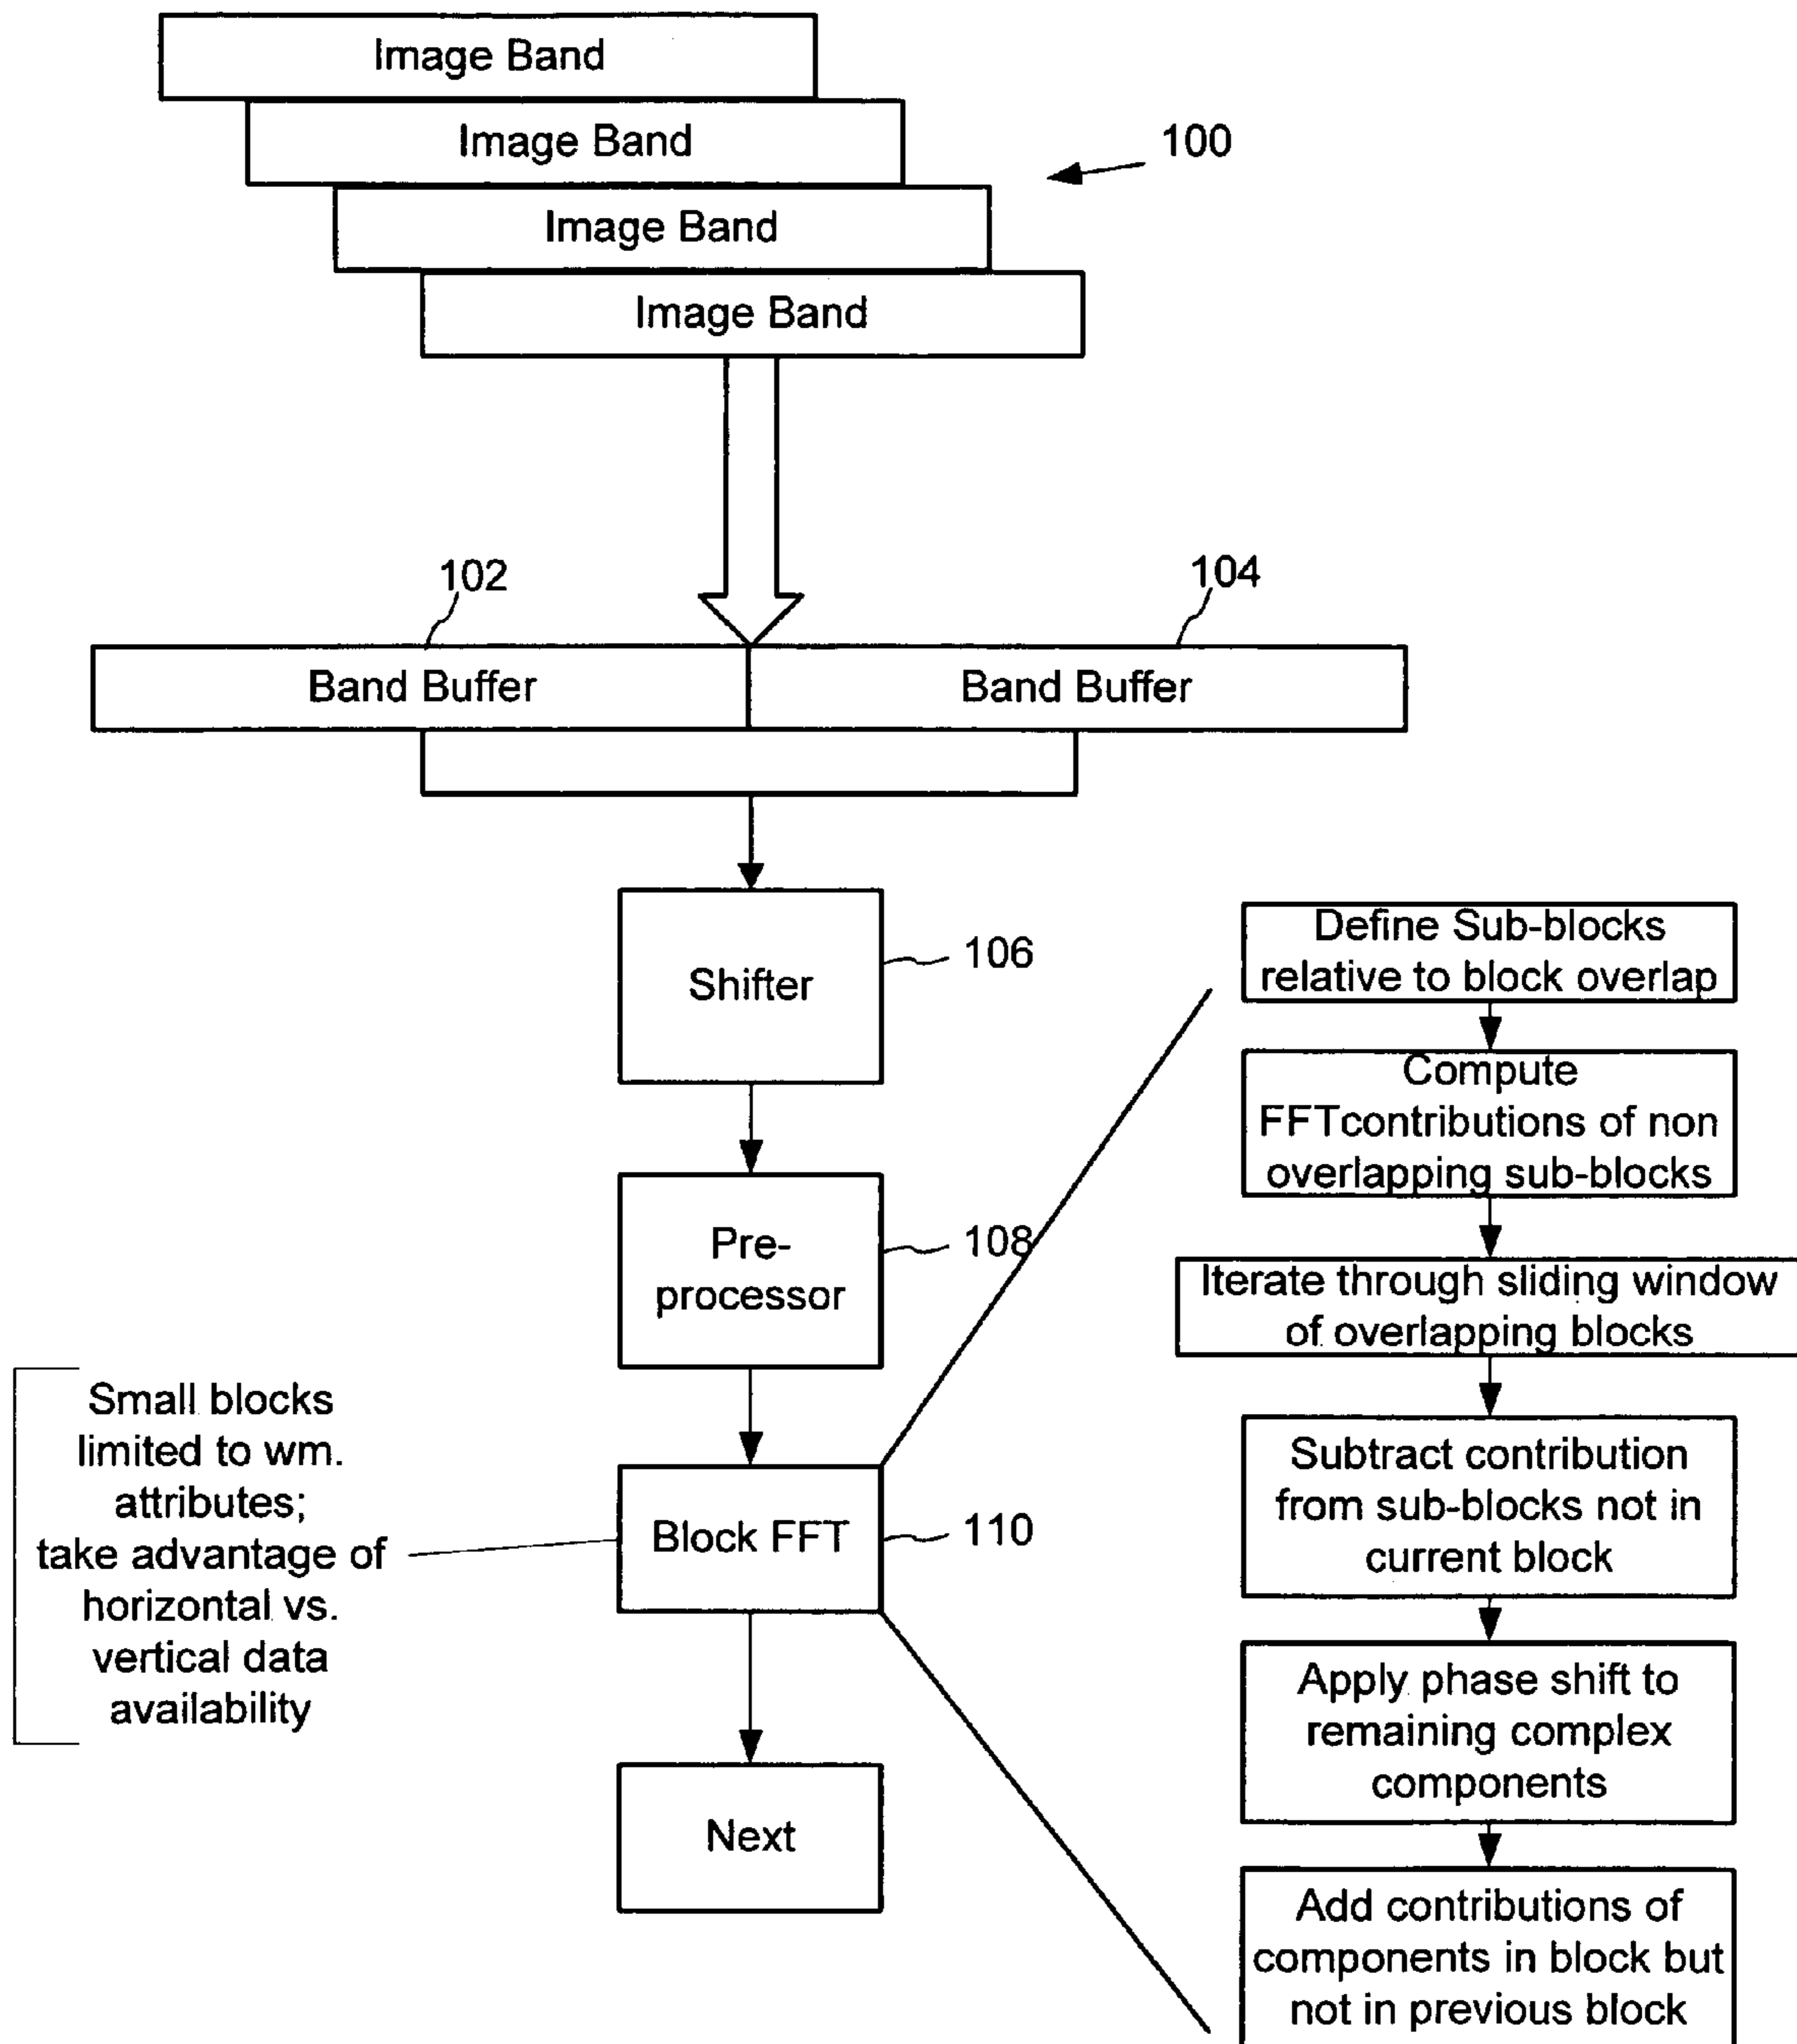 Image Band
Image Band
100
Image Band
Image Band
102
104
Band Buffer
Band Buffer
Shifter
106
Pre-
processor
108
Small blocks
limited to wm.
attributes;
take advantage of
horizontal vs.
vertical data
availability
Block FFT
110
Next
Define Sub-blocks
relative to block overlap
Compute
FFTcontributions of non
overlapping sub-blocks
Iterate through sliding window
of overlapping blocks
Subtract contribution
from sub-blocks not in
current block
Apply phase shift to
remaining complex
components
Add contributions of
components in block but
not in previous block